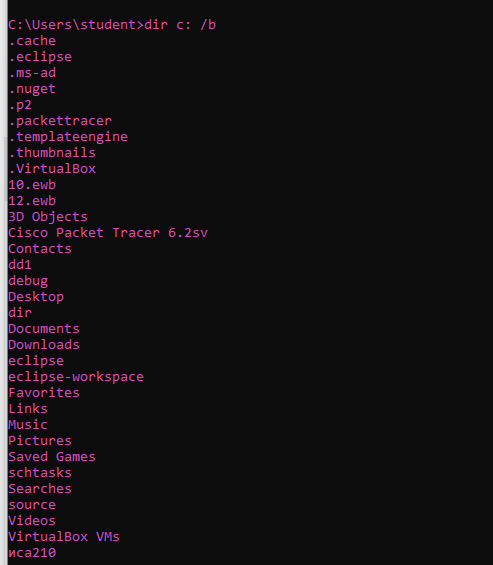 C:\Users\student>dir c: /b
.cache
.eclipse
.ms-ad
.nuget
.p2
.packettracer
.templateengine
.thumbnails
.VirtualBox
10.ewb
12.ewb
3D Objects
Cisco Packet Tracer 6.2sv
Contacts
dd1
debug
Desktop
dir
Documents
Downloads
eclipse
eclipse-workspace
Favorites
Links
Music
Pictures
Saved Games
schtasks
Searches
source
Videos
VirtualBox VMs
иса210